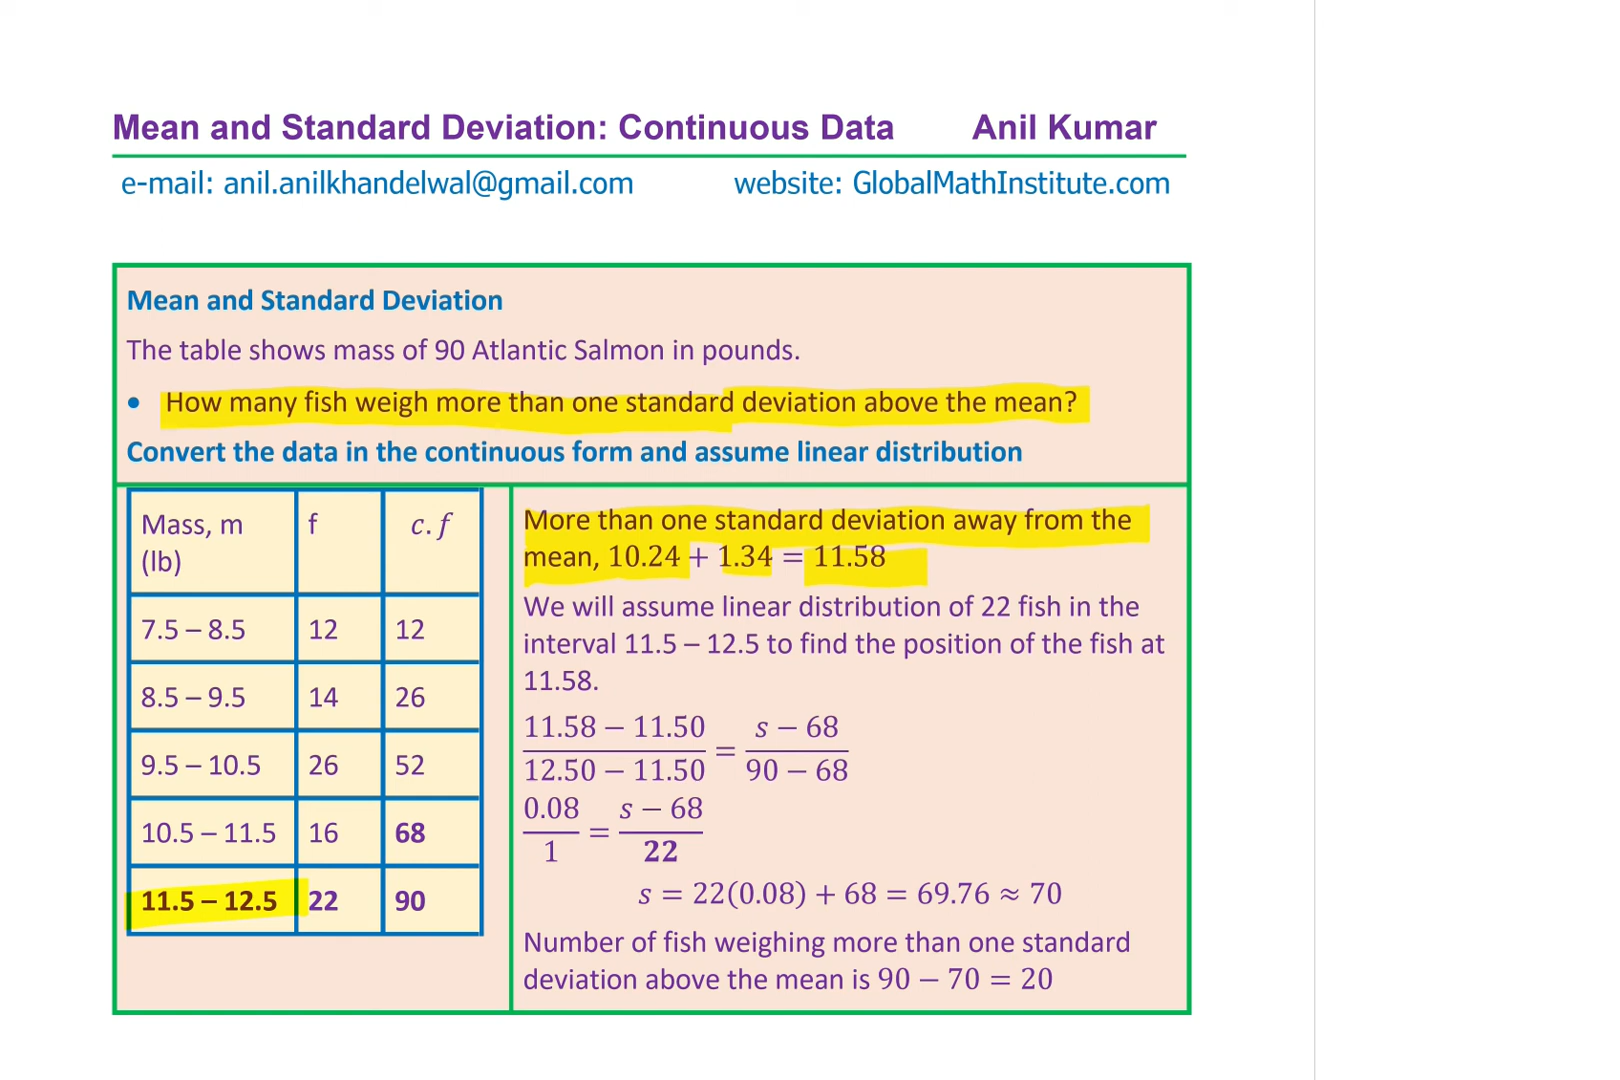 Mean and Standard Deviation: Continuous Data Anil Kumar
e-mail: anil.anilkhandelwal@gmail.com website: GlobalMathInstitute.com
Mean and Standard Deviation
The table shows mass of 90 Atlantic Salmon in pounds.
• How many fish weigh more than one standard deviation above the mean?
Convert the data in the continuous form and assume linear distribution
Mass, m (lb) f c.f
7.5 – 8.5 12 12
8.5 – 9.5 14 26
9.5 – 10.5 26 52
10.5 – 11.5 16 68
11.5 – 12.5 22 90
More than one standard deviation away from the
mean, 10.24 + 1.34 = 11.58
We will assume linear distribution of 22 fish in the
interval 11.5 – 12.5 to find the position of the fish at
11.58.
(11.58 − 11.50)/(12.50 − 11.50) = (s − 68)/(90 − 68)
0.08/1 = (s − 68)/22
s = 22(0.08) + 68 = 69.76 ≈ 70
Number of fish weighing more than one standard
deviation above the mean is 90 − 70 = 20